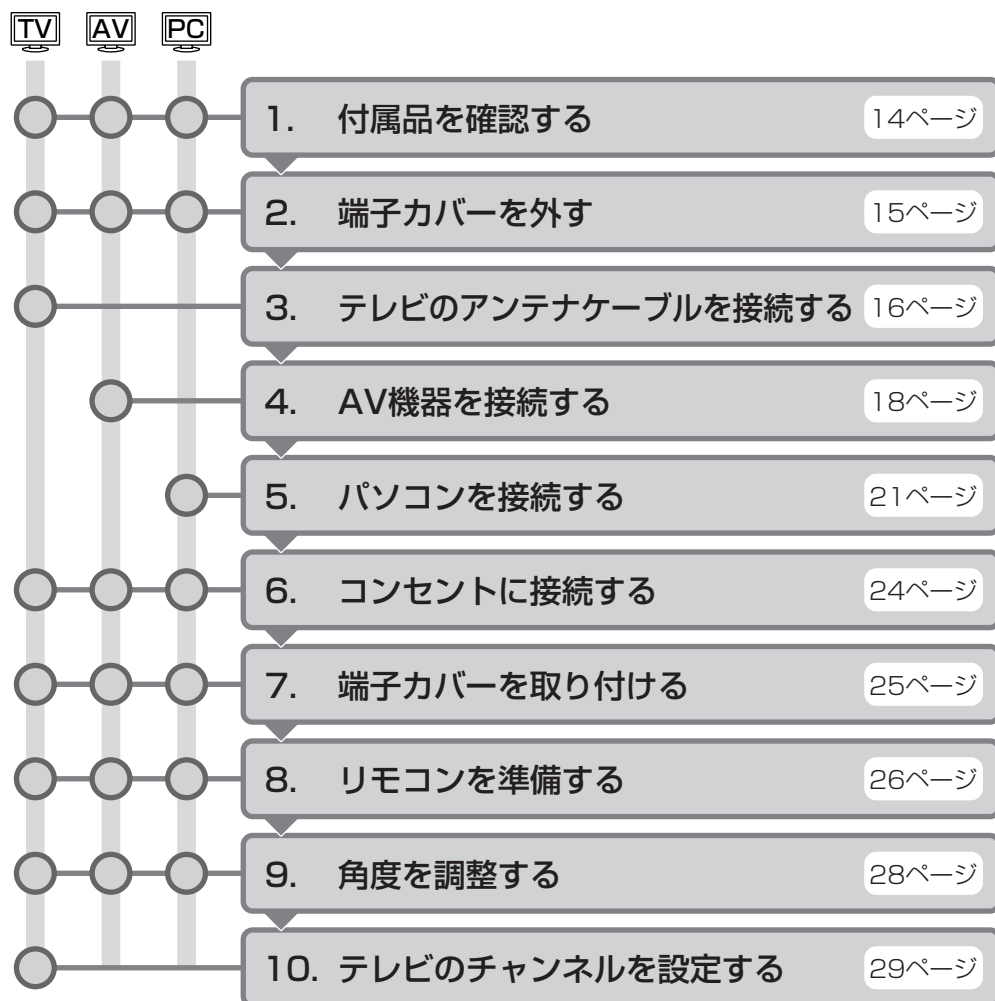 TV AV PC
1. 付属品を確認する 14ページ
2. 端子カバーを外す 15ページ
3. テレビのアンテナケーブルを接続する 16ページ
4. AV機器を接続する 18ページ
5. パソコンを接続する 21ページ
6. コンセントに接続する 24ページ
7. 端子カバーを取り付ける 25ページ
8. リモコンを準備する 26ページ
9. 角度を調整する 28ページ
10. テレビのチャンネルを設定する 29ページ